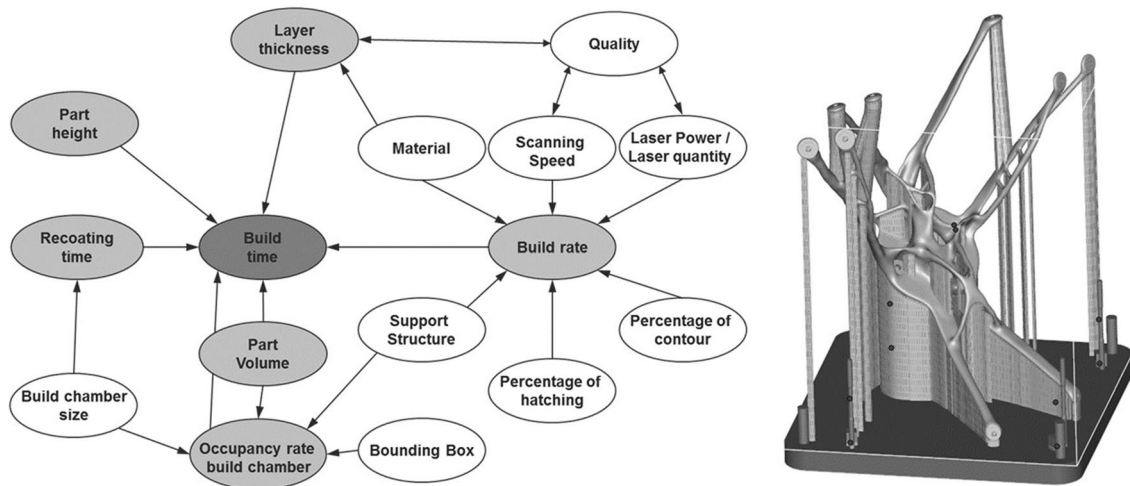 Layer
thickness
Quality
Part
height
Material
Scanning
Speed
Laser Power /
Laser quantity
Recoating
time
Build
time
Build rate
Part
Volume
Support
Structure
Percentage
of contour
Build chamber
size
Percentage of
hatching
Occupancy rate
build chamber
Bounding Box